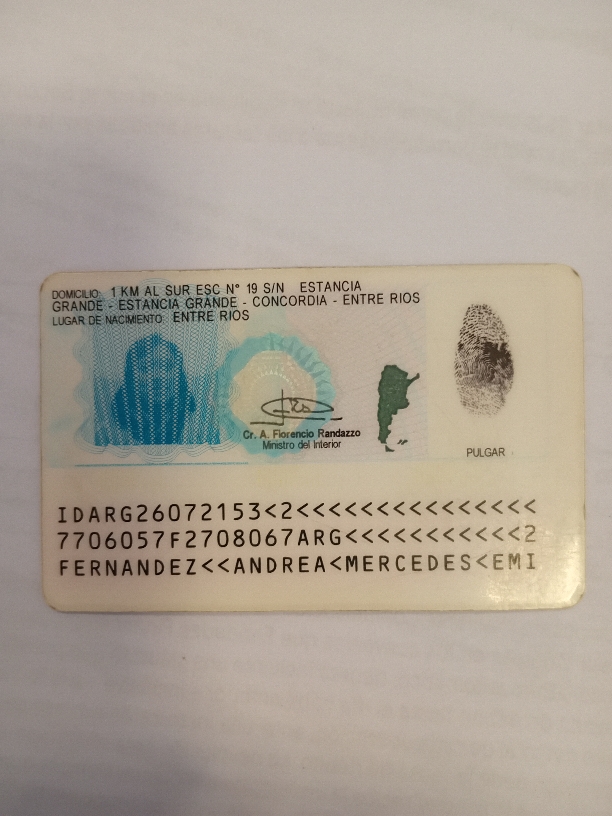 DOMICILIO: 1 KM AL SUR ESC N° 19 S/N ESTANCIA
GRANDE - ESTANCIA GRANDE - CONCORDIA - ENTRE RIOS
LUGAR DE NACIMIENTO: ENTRE RIOS
Cr. A. Florencio Randazzo
Ministro del Interior
PULGAR
IDARG26072153<2<<<<<<<<<<<<<<<
7706057F2708067ARG<<<<<<<<<<<2
FERNANDEZ<<ANDREA<MERCEDES<EMI